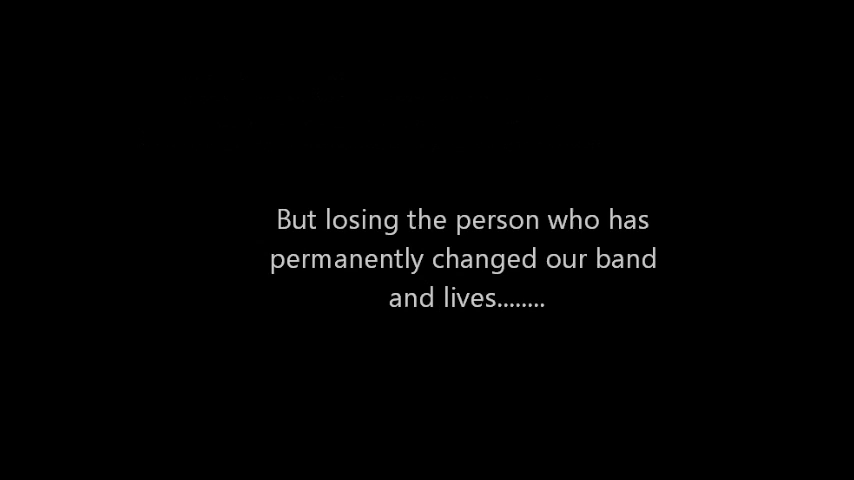 But losing the person who has
permanently changed our band
and lives........